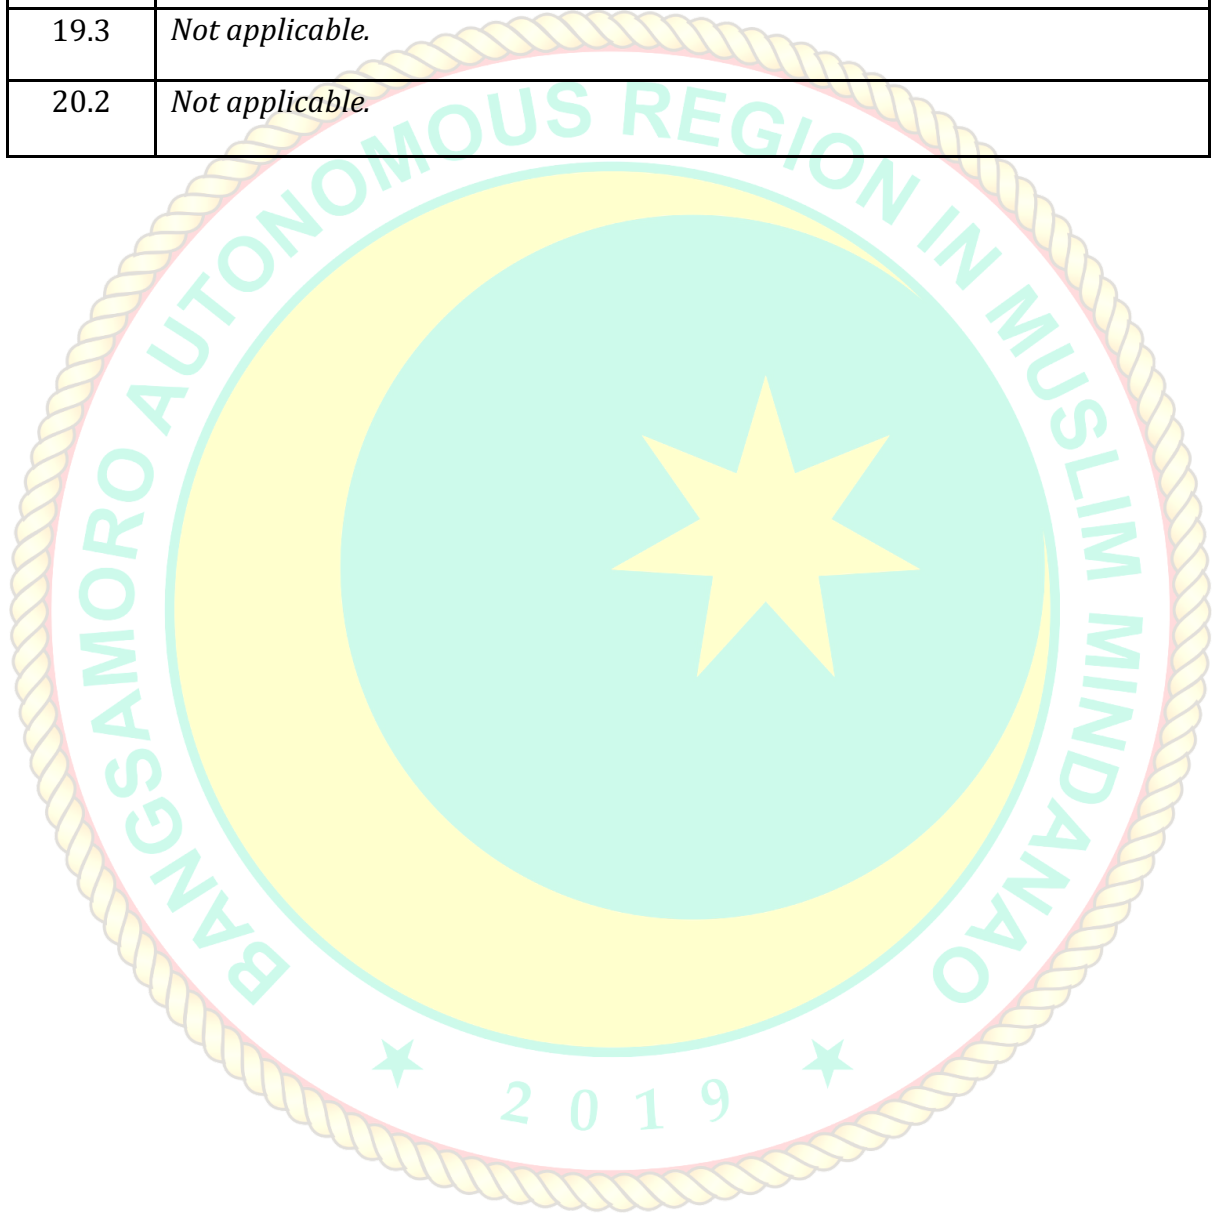 19.3 Not applicable.
20.2 Not applicable.
BANGSAMORO AUTONOMOUS REGION IN MUSLIM MINDANAO
2019